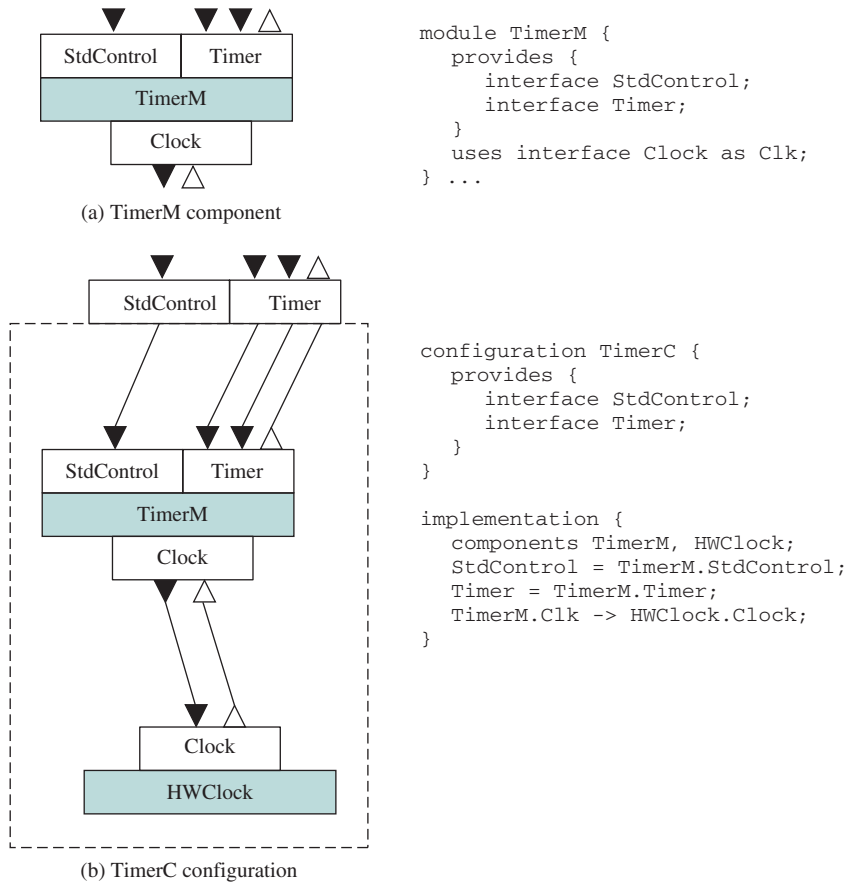 StdControl
Timer
TimerM
Clock
(a) TimerM component
module TimerM {
provides {
interface StdControl;
interface Timer;
}
uses interface Clock as Clk;
} ...
StdControl
Timer
StdControl
Timer
TimerM
Clock
Clock
HWClock
(b) TimerC configuration
configuration TimerC {
provides {
interface StdControl;
interface Timer;
}
}
implementation {
components TimerM, HWClock;
StdControl = TimerM.StdControl;
Timer = TimerM.Timer;
TimerM.Clk -> HWClock.Clock;
}